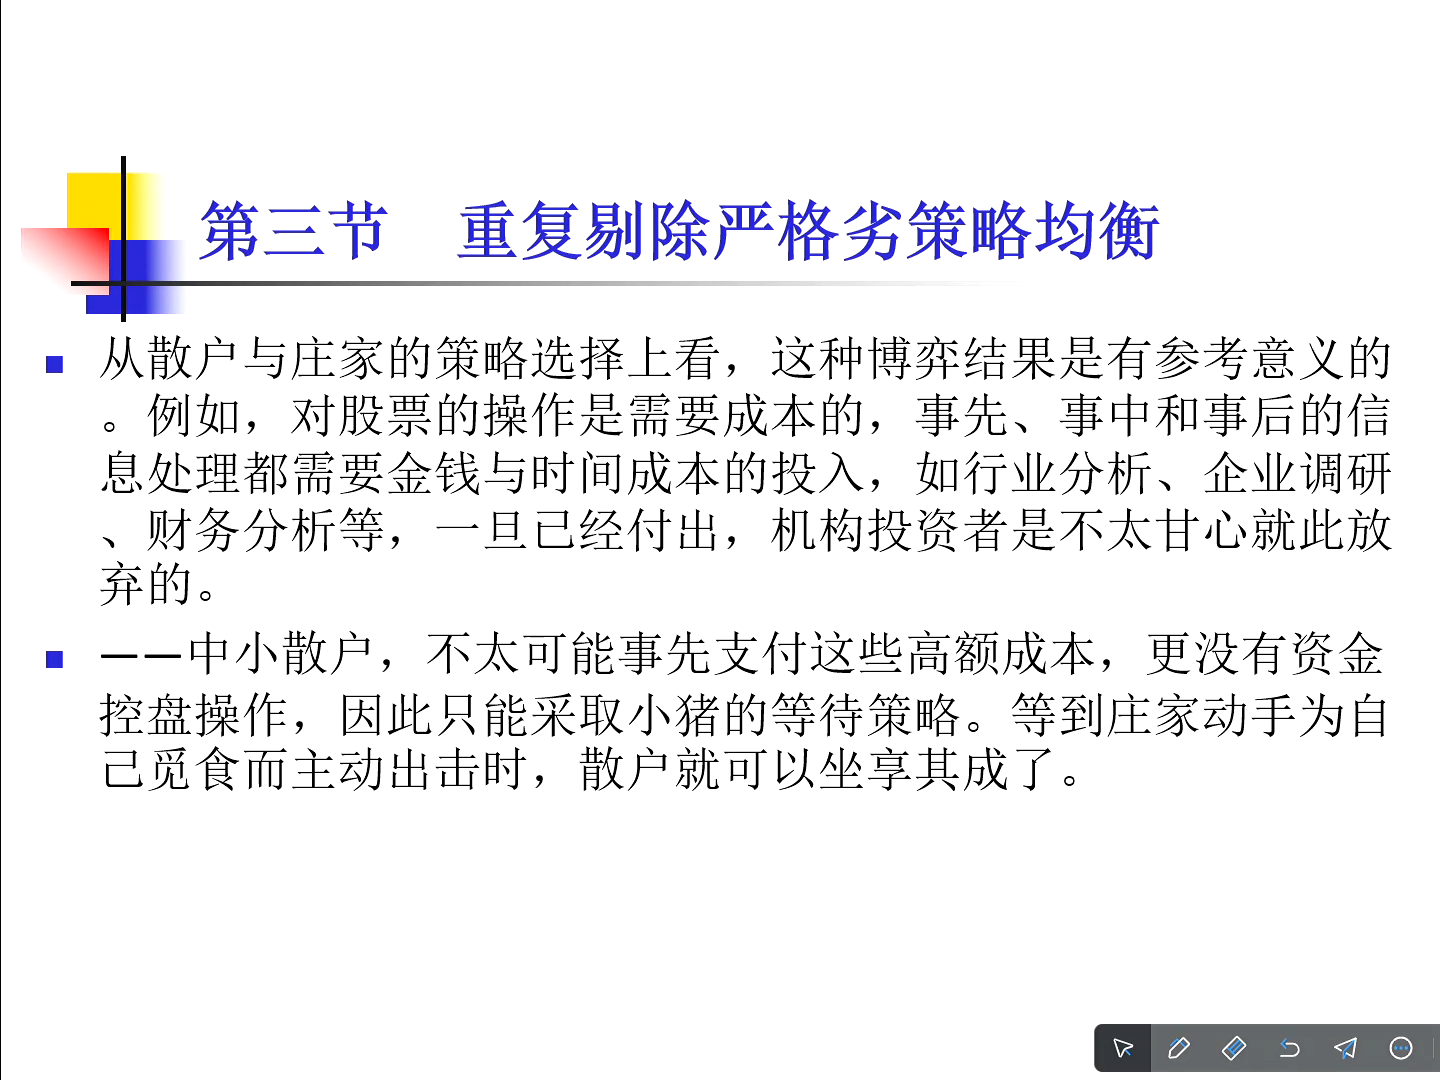 第三节　重复剔除严格劣策略均衡
从散户与庄家的策略选择上看，这种博弈结果是有参考意义的
。例如，对股票的操作是需要成本的，事先、事中和事后的信
息处理都需要金钱与时间成本的投入，如行业分析、企业调研
、财务分析等，一旦已经付出，机构投资者是不太甘心就此放
弃的。
——中小散户，不太可能事先支付这些高额成本，更没有资金
控盘操作，因此只能采取小猪的等待策略。等到庄家动手为自
己觅食而主动出击时，散户就可以坐享其成了。